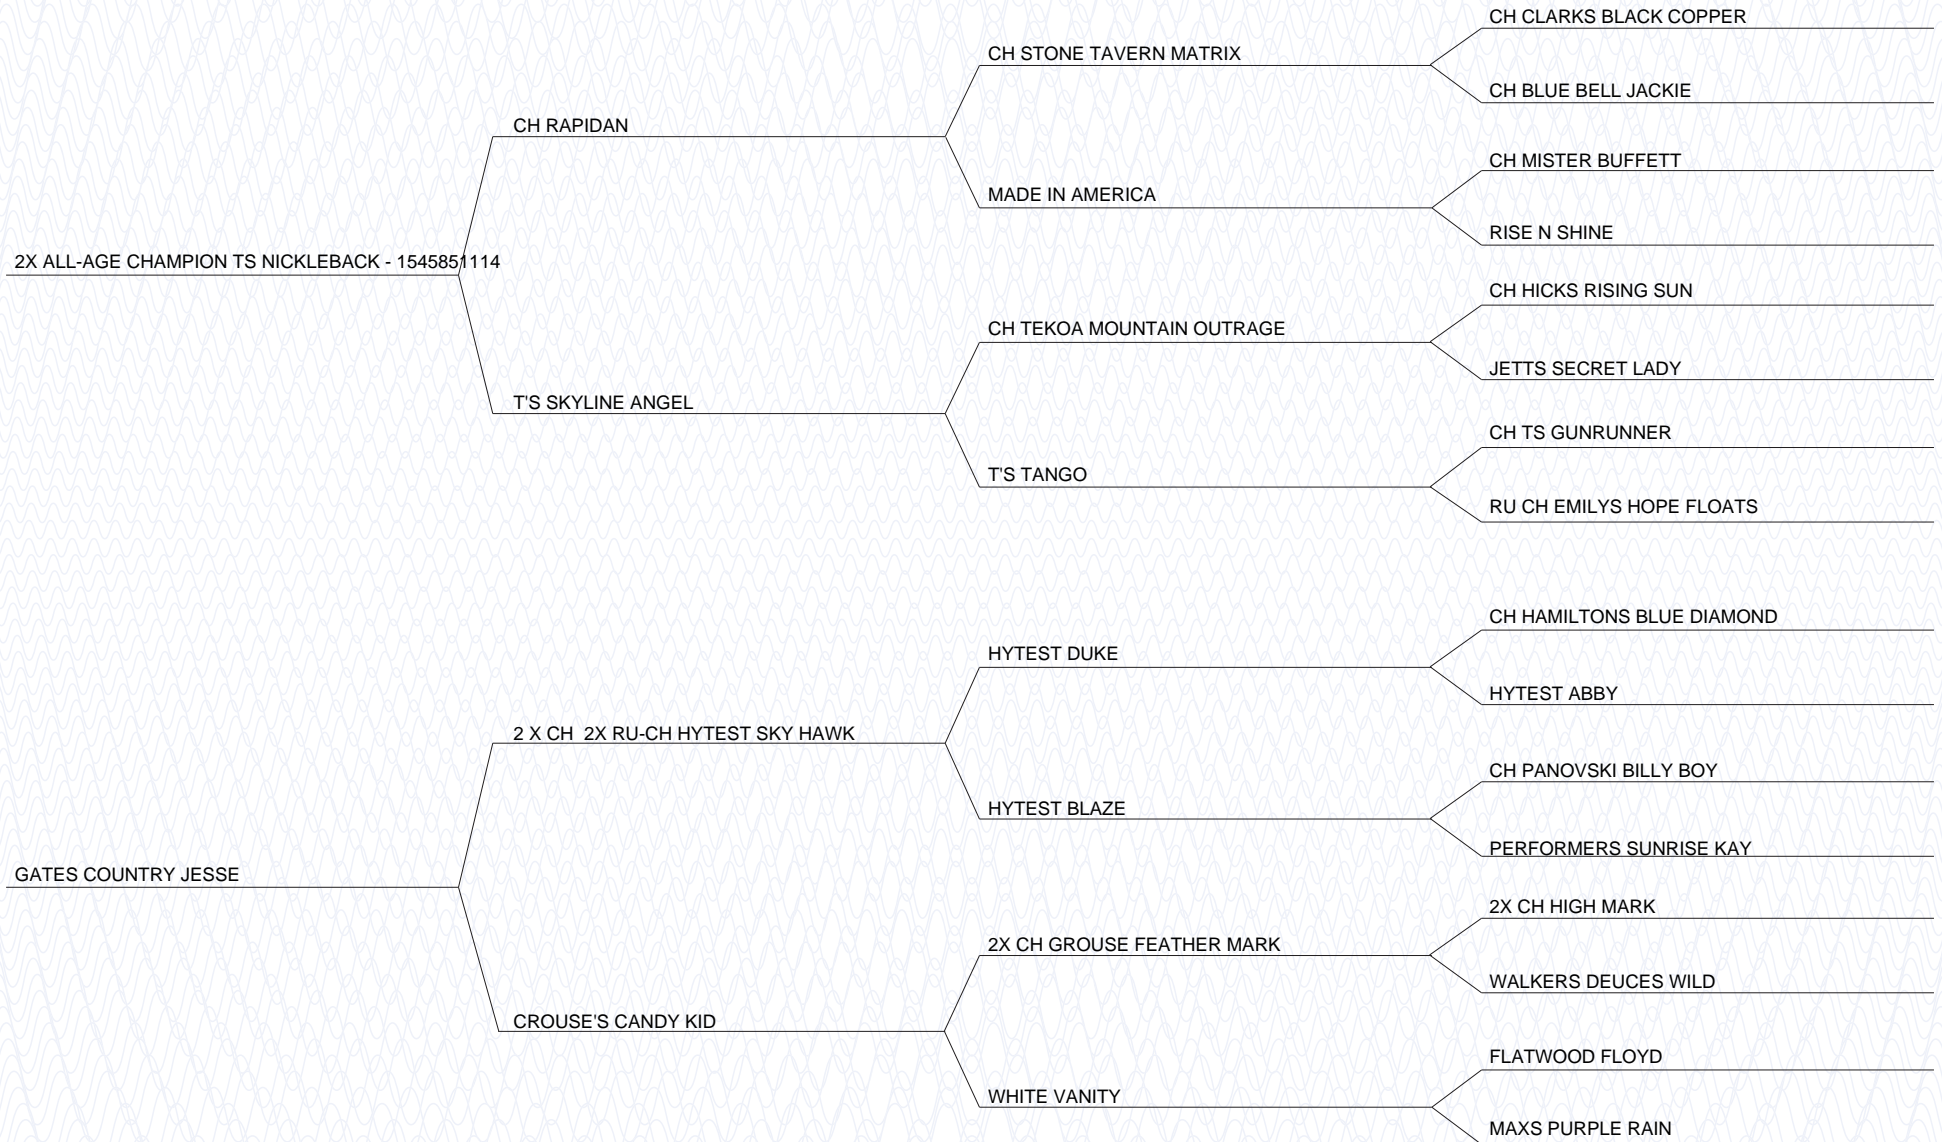 CH CLARKS BLACK COPPER
CH STONE TAVERN MATRIX
CH BLUE BELL JACKIE
CH RAPIDAN
CH MISTER BUFFETT
MADE IN AMERICA
RISE N SHINE
2X ALL-AGE CHAMPION TS NICKLEBACK - 1545851114
CH HICKS RISING SUN
CH TEKOA MOUNTAIN OUTRAGE
JETTS SECRET LADY
T'S SKYLINE ANGEL
CH TS GUNRUNNER
T'S TANGO
RU CH EMILYS HOPE FLOATS
CH HAMILTONS BLUE DIAMOND
HYTEST DUKE
HYTEST ABBY
2 X CH  2X RU-CH HYTEST SKY HAWK
CH PANOVSKI BILLY BOY
HYTEST BLAZE
PERFORMERS SUNRISE KAY
GATES COUNTRY JESSE
2X CH HIGH MARK
2X CH GROUSE FEATHER MARK
WALKERS DEUCES WILD
CROUSE'S CANDY KID
FLATWOOD FLOYD
WHITE VANITY
MAXS PURPLE RAIN